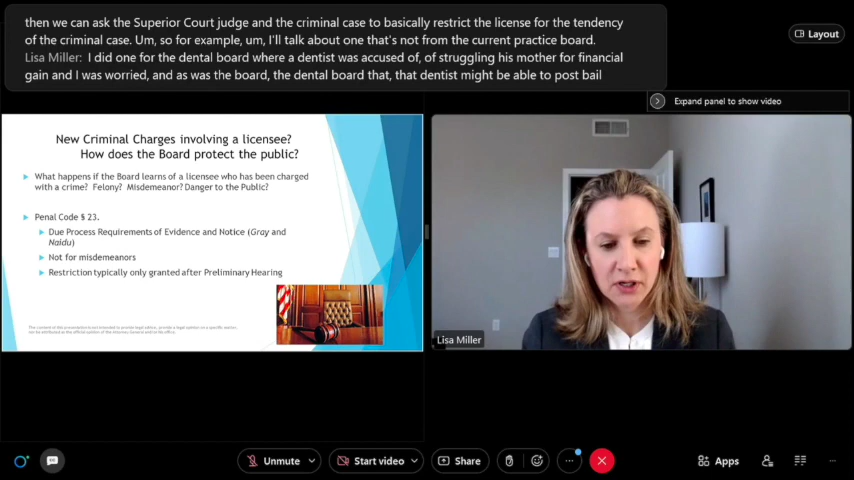 then we can ask the Superior Court judge and the criminal case to basically restrict the license for the tendency
of the criminal case. Um, so for example, um, I'll talk about one that's not from the current practice board.
Lisa Miller: I did one for the dental board where a dentist was accused of, of struggling his mother for financial
gain and I was worried, and as was the board, the dental board that, that dentist might be able to post bail
Layout
Expand panel to show video
New Criminal Charges involving a licensee?
How does the Board protect the public?
What happens if the Board learns of a licensee who has been charged
with a crime? Felony? Misdemeanor? Danger to the Public?
Penal Code § 23.
Due Process Requirements of Evidence and Notice (Gray and
Naidu)
Not for misdemeanors
Restriction typically only granted after Preliminary Hearing
Lisa Miller
Unmute
Start video
Share
Apps